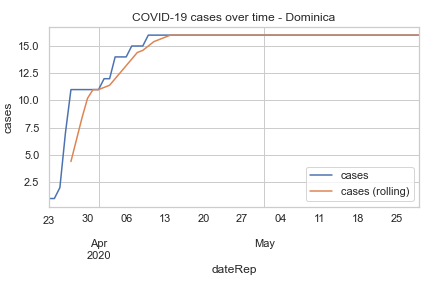 COVID-19 cases over time - Dominica
cases
15.0
12.5
10.0
7.5
5.0
2.5
cases
cases (rolling)
23 30 06 13 20 27 04 11 18 25
Apr May
2020
dateRep